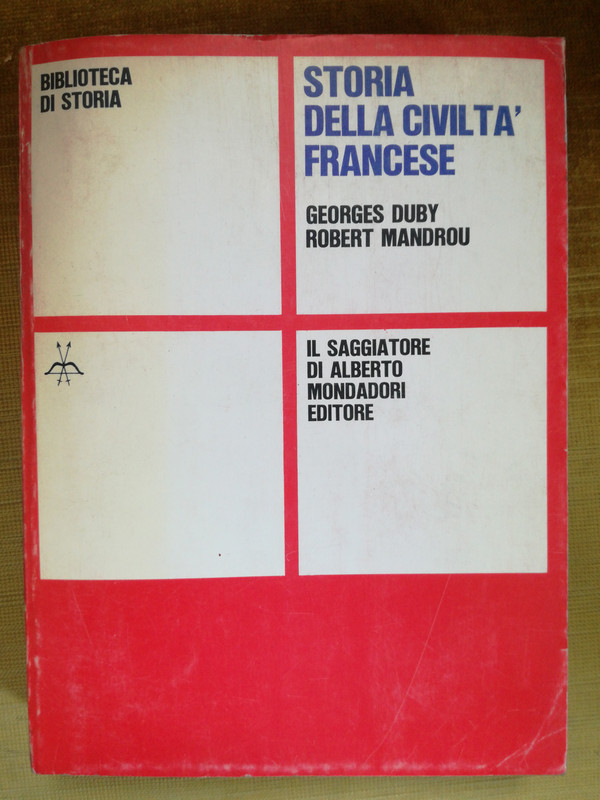 BIBLIOTECA
DI STORIA
STORIA
DELLA CIVILTA'
FRANCESE
GEORGES DUBY
ROBERT MANDROU
IL SAGGIATORE
DI ALBERTO
MONDADORI
EDITORE